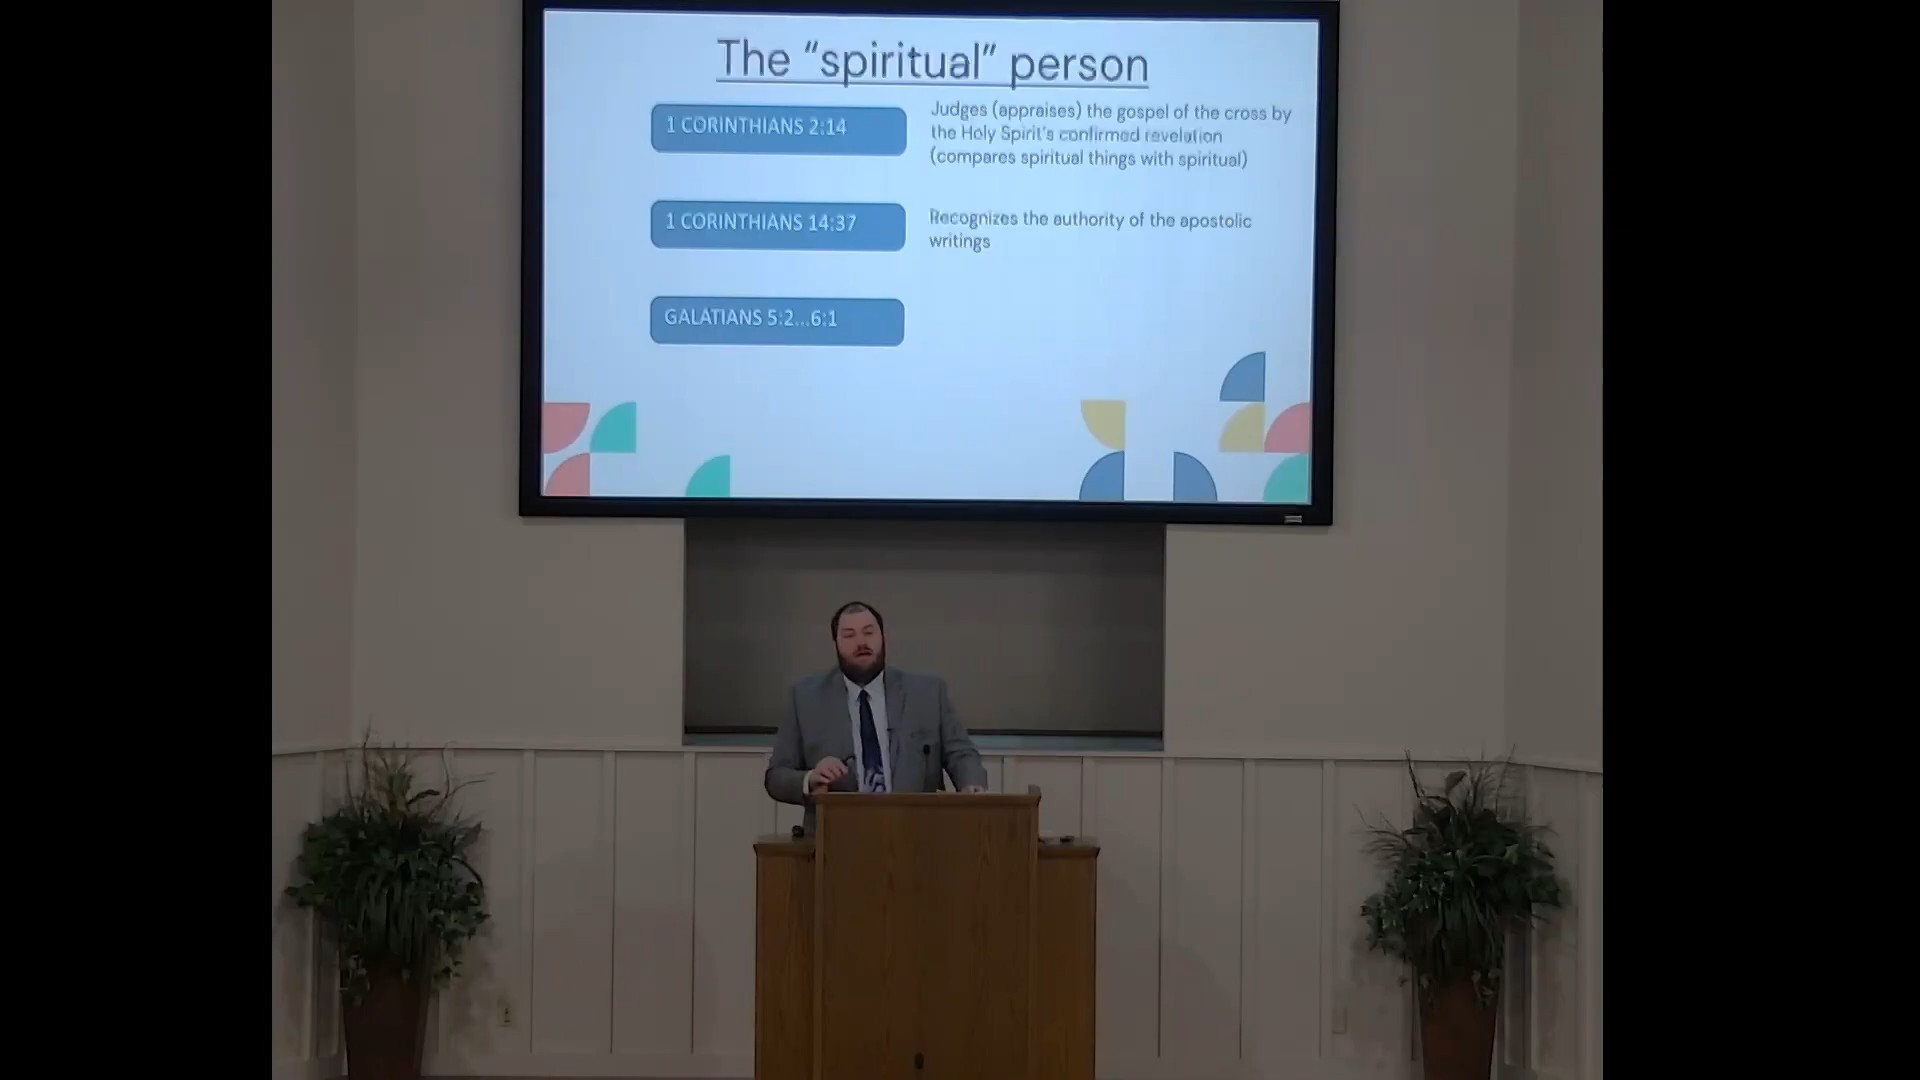 The “spiritual” person
1 CORINTHIANS 2:14
Judges (appraises) the gospel of the cross by
the Holy Spirit's confirmed revelation
(compares spiritual things with spiritual)
1 CORINTHIANS 14:37
Recognizes the authority of the apostolic
writings
GALATIANS 5:2...6:1